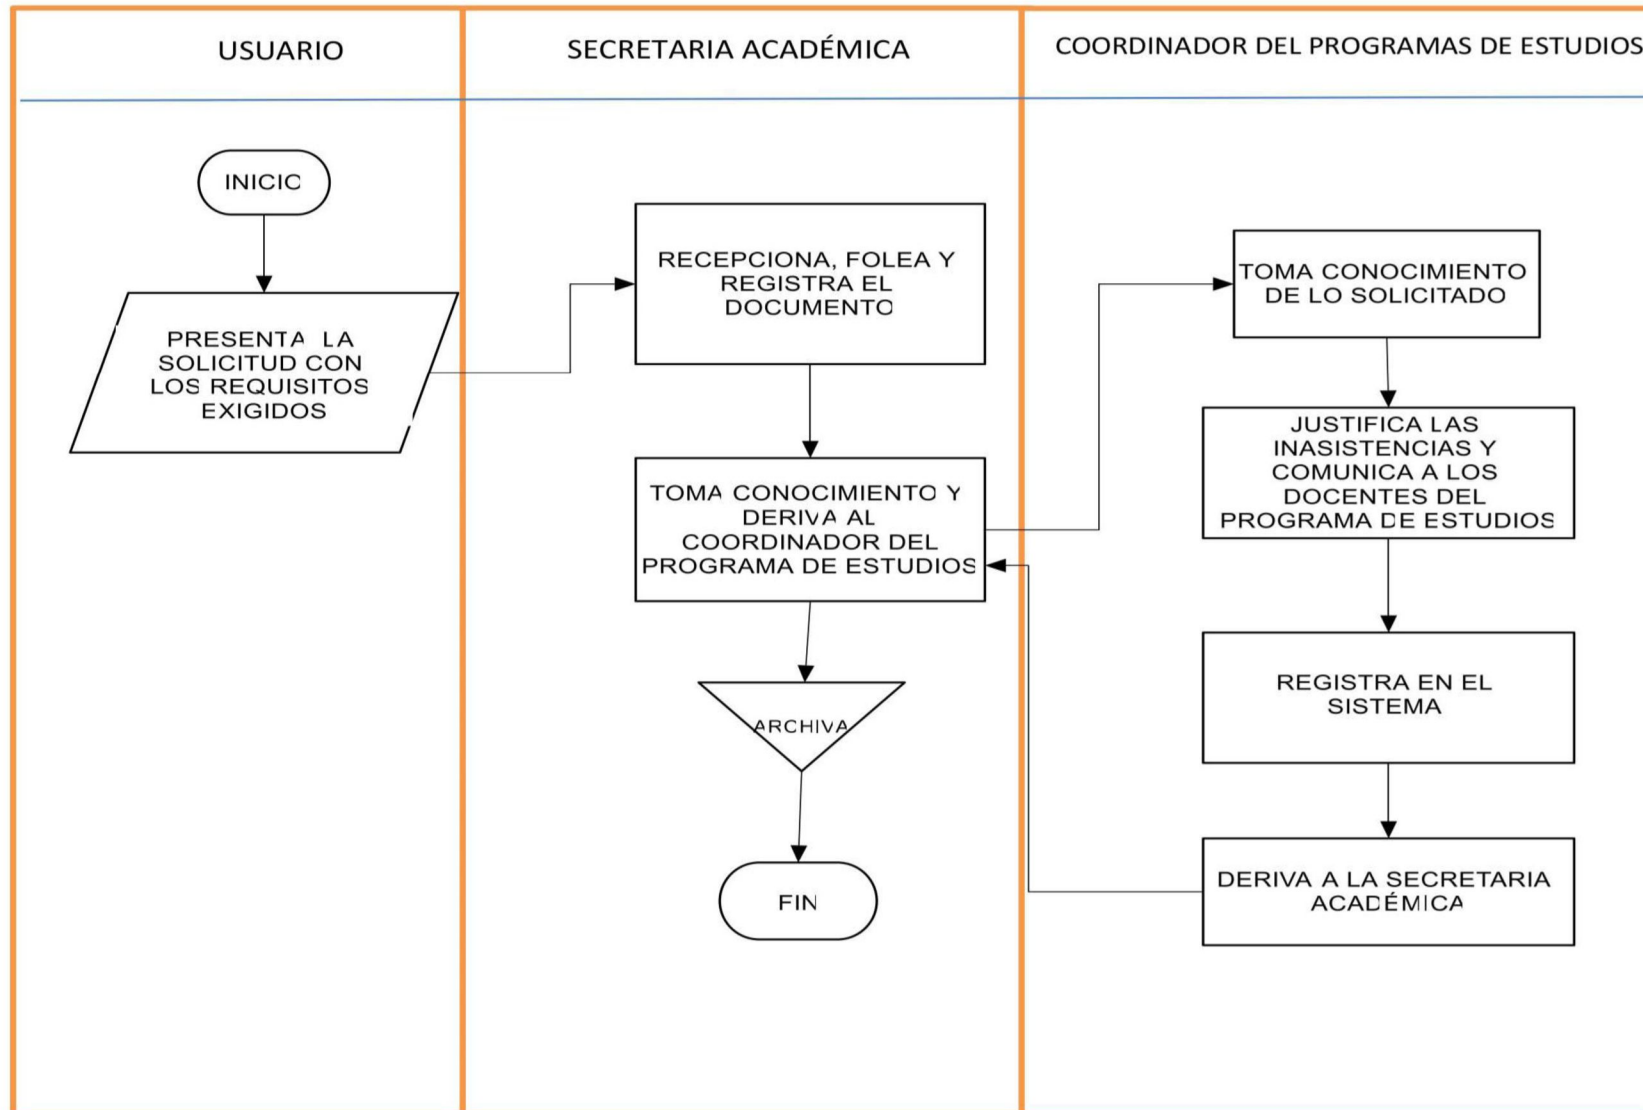 USUARIO
SECRETARIA ACADÉMICA
COORDINADOR DEL PROGRAMAS DE ESTUDIOS
INICIO
PRESENTA LA
SOLICITUD CON
LOS REQUISITOS
EXIGIDOS
RECEPCIONA, FOLEA Y
REGISTRA EL
DOCUMENTO
TOMA CONOCIMIENTO Y
DERIVA AL
COORDINADOR DEL
PROGRAMA DE ESTUDIOS
ARCHIVA
FIN
TOMA CONOCIMIENTO
DE LO SOLICITADO
JUSTIFICA LAS
INASISTENCIAS Y
COMUNICA A LOS
DOCENTES DEL
PROGRAMA DE ESTUDIOS
REGISTRA EN EL
SISTEMA
DERIVA A LA SECRETARIA
ACADÉMICA